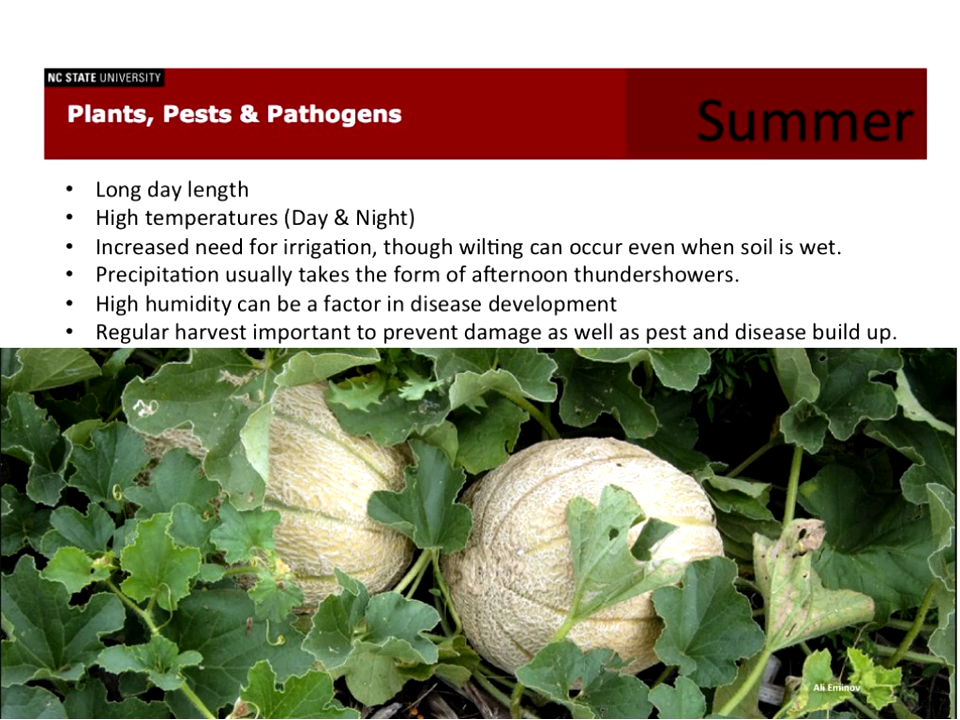 NC STATE UNIVERSITY
Plants, Pests & Pathogens
Summer
• Long day length
• High temperatures (Day & Night)
• Increased need for irrigation, though wilting can occur even when soil is wet.
• Precipitation usually takes the form of afternoon thundershowers.
• High humidity can be a factor in disease development
• Regular harvest important to prevent damage as well as pest and disease build up.
Ali Eminov